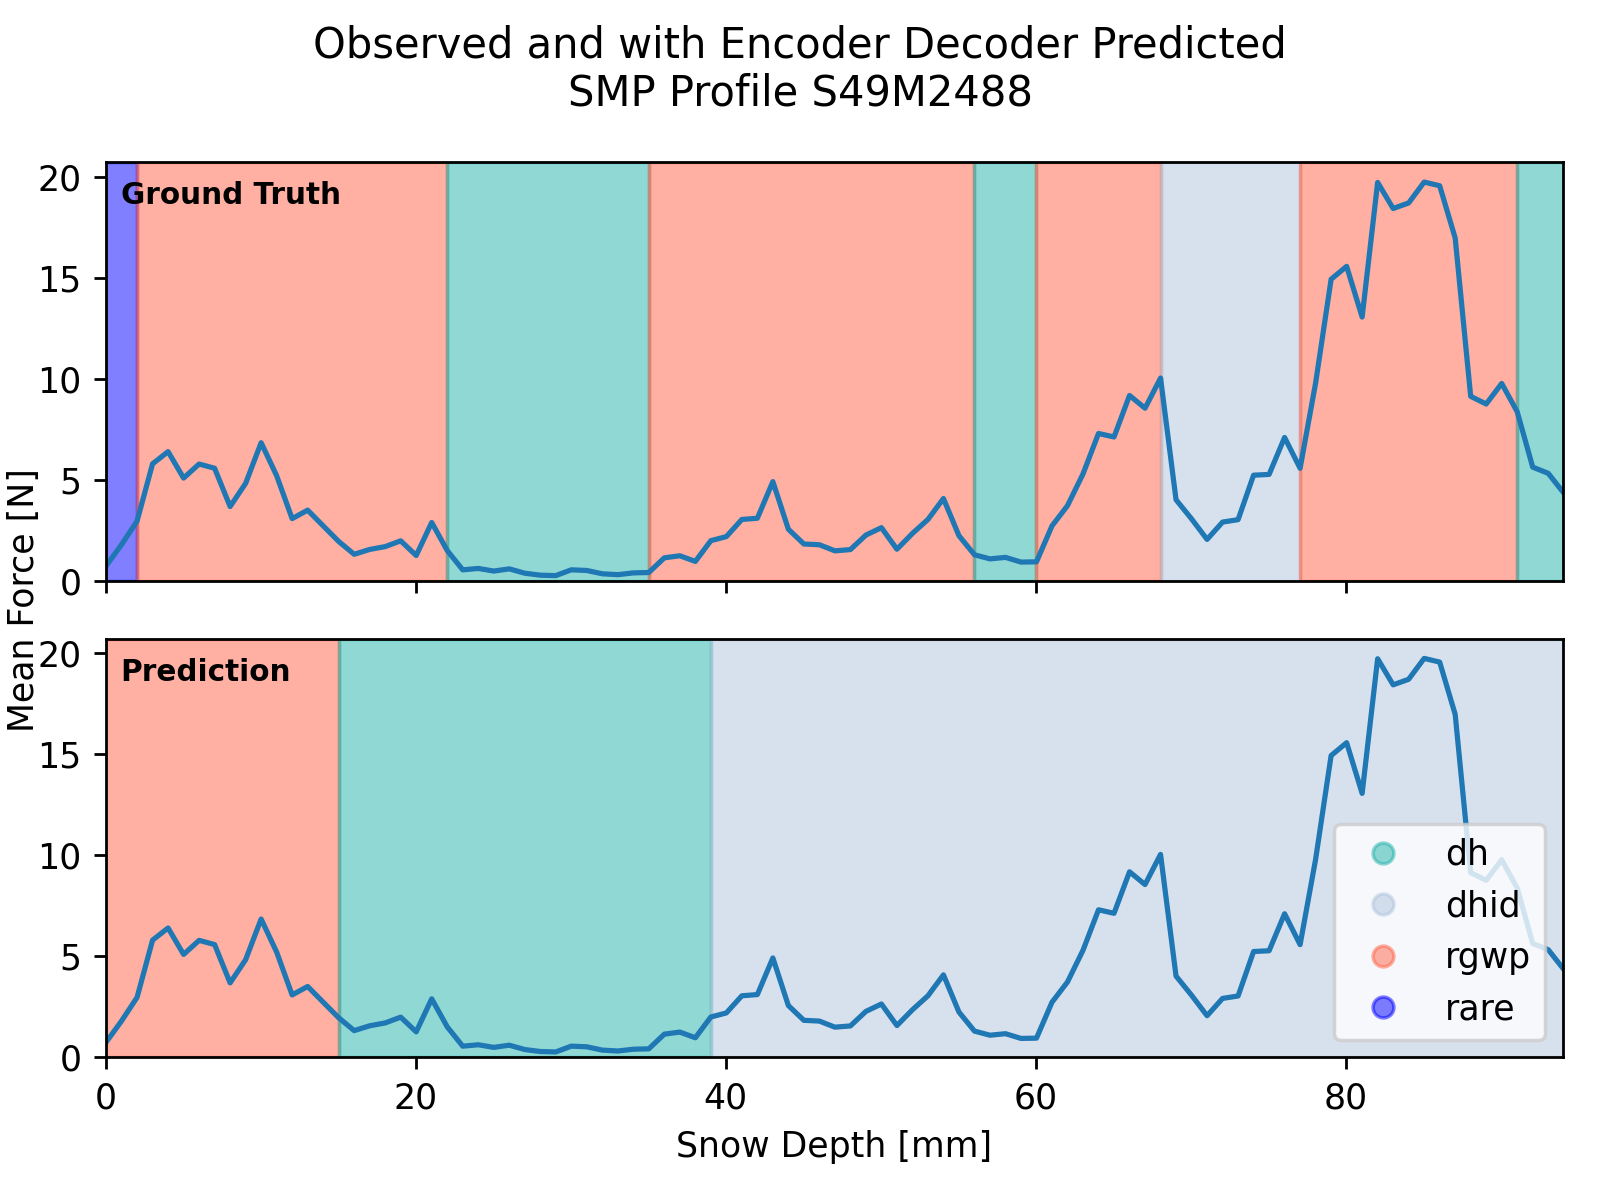 Observed and with Encoder Decoder Predicted
SMP Profile S49M2488
Mean Force [N]
20
15
10
5
0
Ground Truth
20
15
10
5
0
Prediction
dh
dhid
rgwp
rare
0
20
40
60
80
Snow Depth [mm]